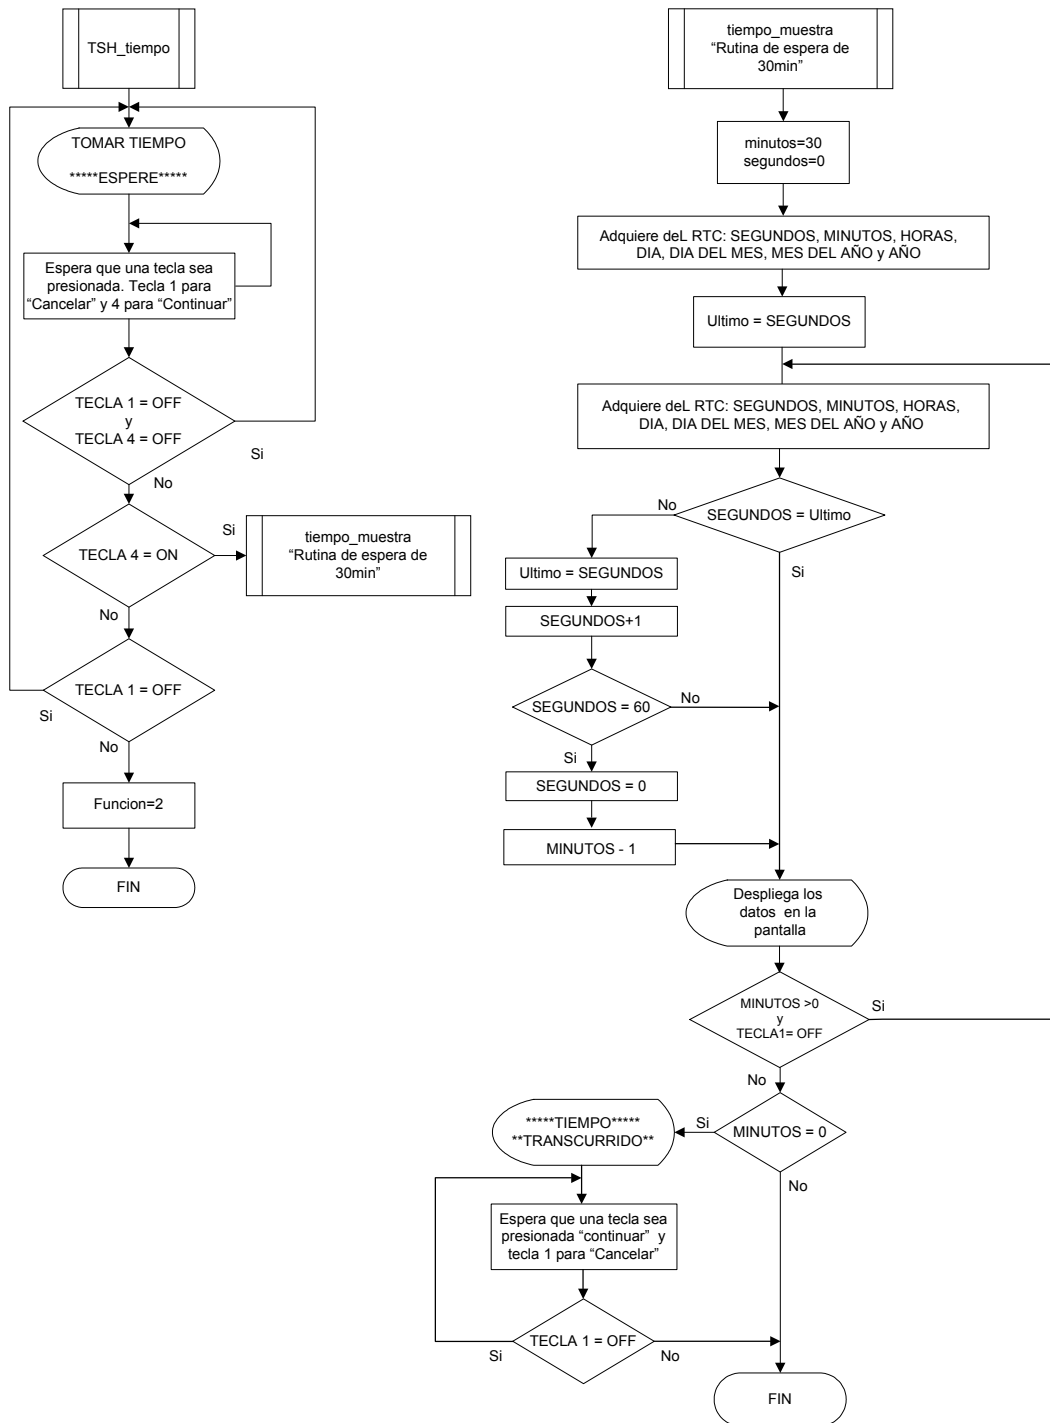 TSH_tiempo
TOMAR TIEMPO
*****ESPERE*****
Espera que una tecla sea
presionada. Tecla 1 para
“Cancelar” y 4 para “Continuar”
TECLA 1 = OFF
y
TECLA 4 = OFF
Si
No
TECLA 4 = ON
Si
tiempo_muestra
“Rutina de espera de
30min”
No
TECLA 1 = OFF
Si
No
Funcion=2
FIN
tiempo_muestra
“Rutina de espera de
30min”
minutos=30
segundos=0
Adquiere deL RTC: SEGUNDOS, MINUTOS, HORAS,
DIA, DIA DEL MES, MES DEL AÑO y AÑO
Ultimo = SEGUNDOS
Adquiere deL RTC: SEGUNDOS, MINUTOS, HORAS,
DIA, DIA DEL MES, MES DEL AÑO y AÑO
SEGUNDOS = Ultimo
No
Si
Ultimo = SEGUNDOS
SEGUNDOS+1
SEGUNDOS = 60
No
Si
SEGUNDOS = 0
MINUTOS - 1
Despliega los
datos en la
pantalla
MINUTOS >0
y
TECLA1= OFF
Si
No
MINUTOS = 0
Si
No
*****TIEMPO*****
**TRANSCURRIDO**
Espera que una tecla sea
presionada “continuar” y
tecla 1 para “Cancelar”
TECLA 1 = OFF
Si
No
FIN